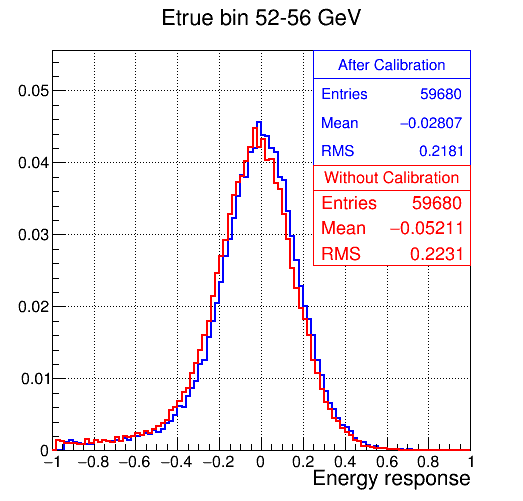 Etrue bin 52-56 GeV
After Calibration
Entries 59680
Mean −0.02807
RMS 0.2181
Without Calibration
Entries 59680
Mean −0.05211
RMS 0.2231
0.05
0.04
0.03
0.02
0.01
0
−1 −0.8 −0.6 −0.4 −0.2 0 0.2 0.4 0.6 0.8 1
Energy response